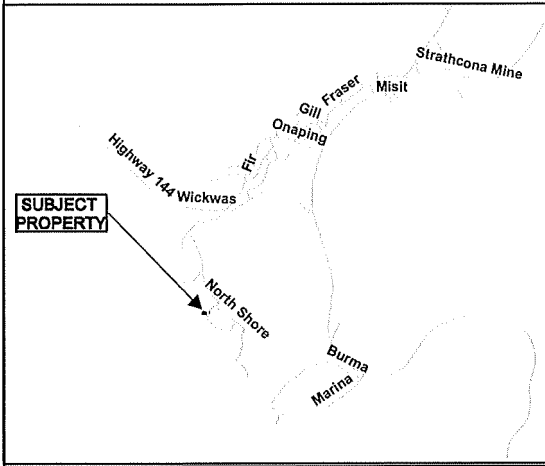 Strathcona Mine
Misit
Fraser
Gill
Onaping
Fir
Highway 144
Wickwas
SUBJECT
PROPERTY
North Shore
Burma
Marina